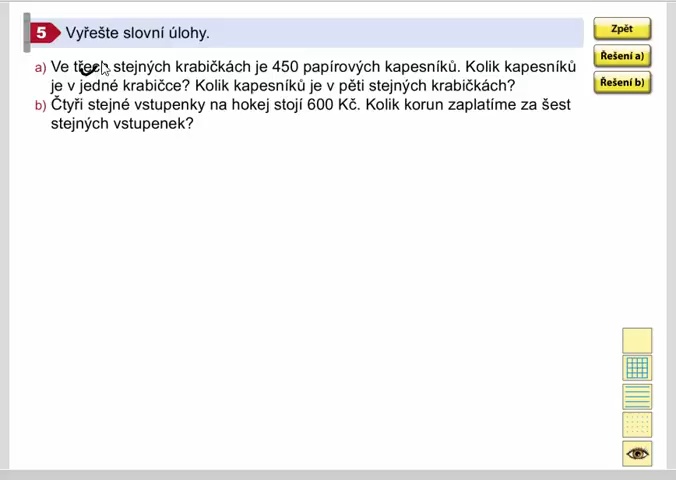 5 Vyřešte slovní úlohy.
Zpět
Řešení a)
Řešení b)
a) Ve třech stejných krabičkách je 450 papírových kapesníků. Kolik kapesníků
je v jedné krabičce? Kolik kapesníků je v pěti stejných krabičkách?
b) Čtyři stejné vstupenky na hokej stojí 600 Kč. Kolik korun zaplatíme za šest
stejných vstupenek?